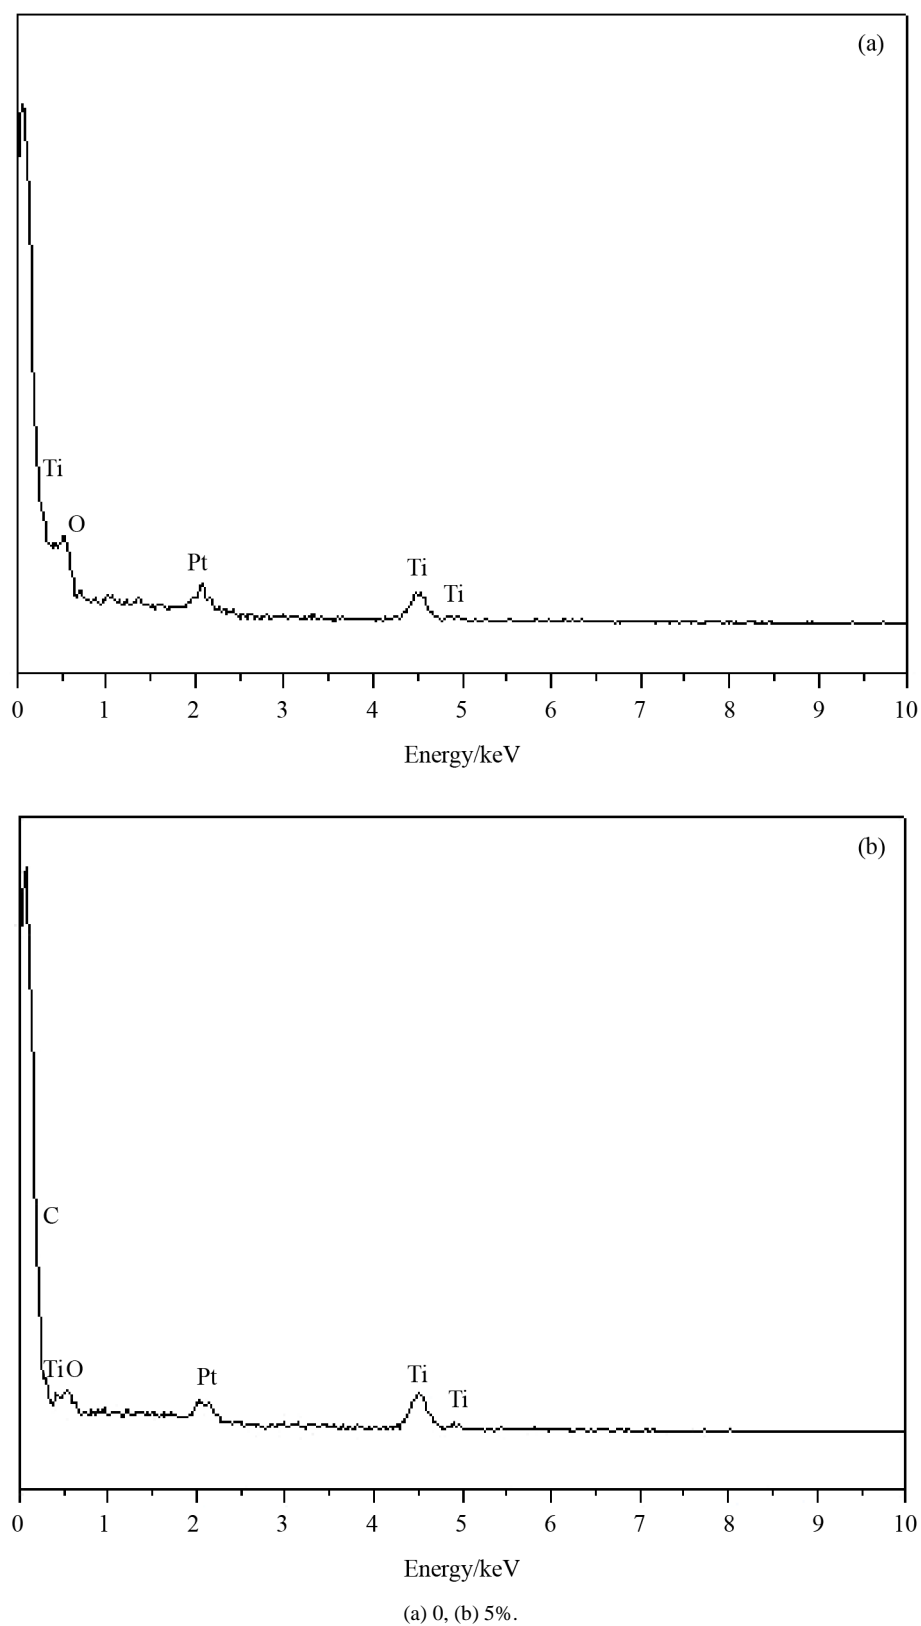 (a)
Ti
O
Pt
Ti
Ti
0 1 2 3 4 5 6 7 8 9 10
Energy/keV
(b)
C
Ti O
Pt
Ti
Ti
0 1 2 3 4 5 6 7 8 9 10
Energy/keV
(a) 0, (b) 5%.